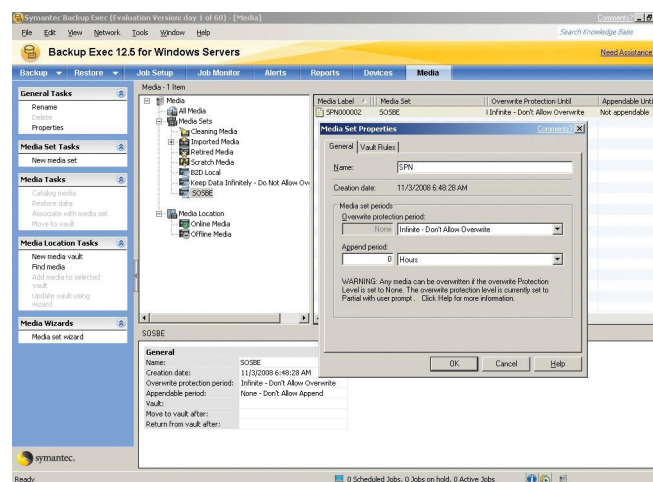 Symantec Backup Exec (Evaluation Version: day 1 of 60) - [Media]
Comments?
File Edit View Network Tools Window Help
Search Knowledge Base
Backup Exec 12.5 for Windows Servers
Need Assistance
Backup Restore Job Setup Job Monitor Alerts Reports Devices Media
General Tasks
Rename
Delete
Properties
Media Set Tasks
New media set
Media Tasks
Catalog media
Restore data
Associate with media set
Move to vault
Media Location Tasks
New media vault
Find media
Add media to selected
vault
Update vault using
wizard
Media Wizards
Media set wizard
symantec.
Media - 1 Item
Media
All Media
Media Sets
Cleaning Media
Imported Media
Retired Media
Scratch Media
B2D Local
Keep Data Infinitely - Do Not Allow Ov
SOSBE
Media Location
Online Media
Offline Media
Media Label Media Set Overwrite Protection Until Appendable Unti
SPN000002 SOSBE Infinite - Don't Allow Overwrite Not appendable
Media Set Properties Comments?
General Vault Rules
Name: SPN
Creation date: 11/3/2008 6:48:28 AM
Media set periods
Overwrite protection period:
None Infinite - Don't Allow Overwrite
Append period:
0 Hours
WARNING: Any media can be overwritten if the overwrite Protection
Level is set to None. The overwrite protection level is currently set to
Partial with user prompt . Click Help for more information.
OK Cancel Help
SOSBE
General
Name: SOSBE
Creation date: 11/3/2008 6:48:28 AM
Overwrite protection period: Infinite - Don't Allow Overwrite
Appendable period: None - Don't Allow Append
Vault:
Move to vault after:
Return from vault after:
Ready
0 Scheduled Jobs, 0 Jobs on hold, 0 Active Jobs